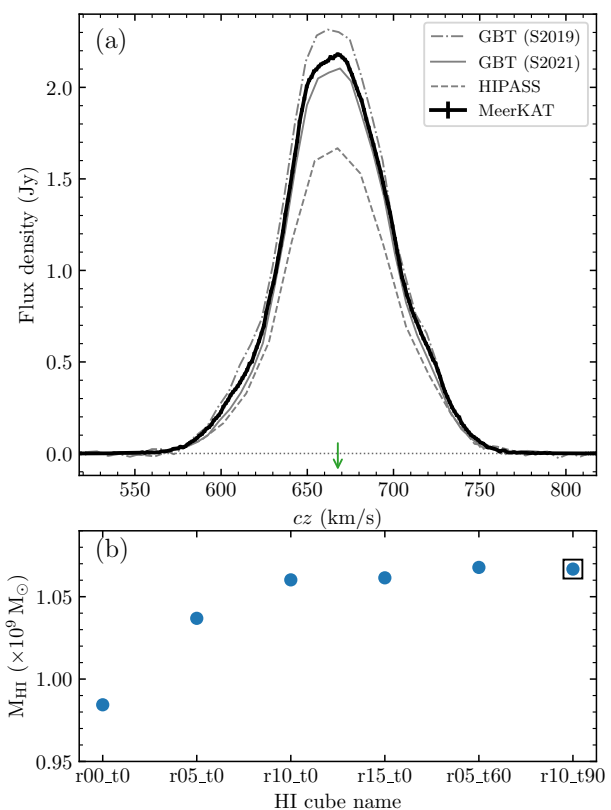 (a)
GBT (S2019)
GBT (S2021)
HIPASS
MeerKAT
Flux density (Jy)
2.0
1.5
1.0
0.5
0.0
550 600 650 700 750 800
cz (km/s)
(b)
M_HI (×10⁹ M_⊙)
1.05
1.00
0.95
r00_t0 r05_t0 r10_t0 r15_t0 r05_t60 r10_t90
HI cube name